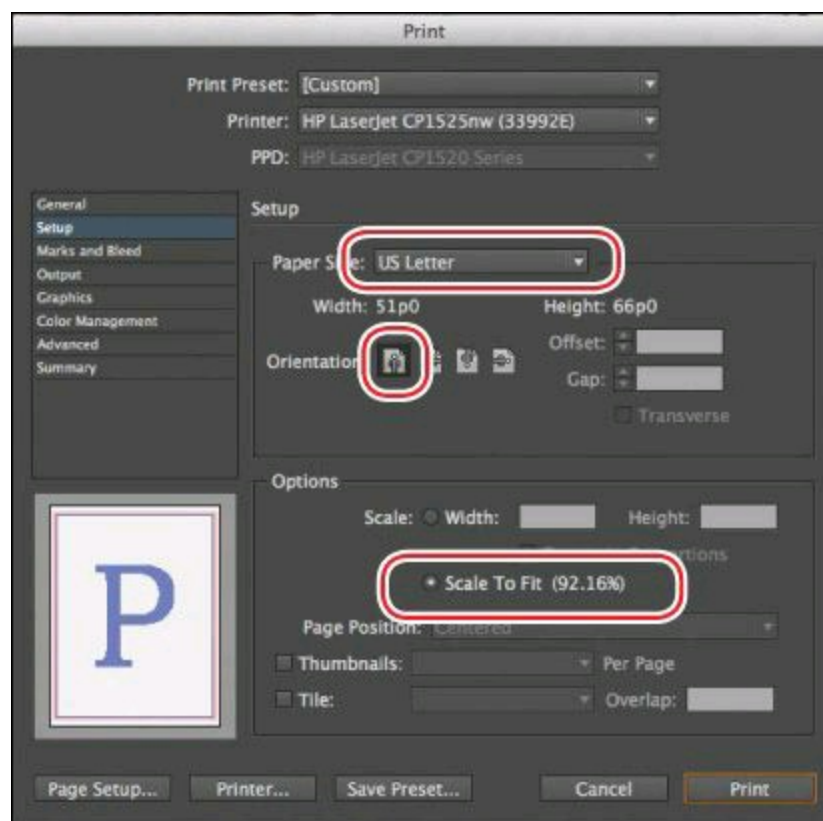 Print
Print Preset: [Custom]
Printer: HP LaserJet CP1525nw (33992E)
PPD: HP LaserJet CP1520 Series
General
Setup
Marks and Bleed
Output
Graphics
Color Management
Advanced
Summary
Setup
Paper Size: US Letter
Width: 51p0 Height: 66p0
Orientation
Offset:
Gap:
Transverse
P
Options
Scale: Width: Height:
Scale To Fit (92.16%)
Page Position: Centered
Thumbnails: Per Page
Tile: Overlap:
Page Setup... Printer... Save Preset... Cancel Print